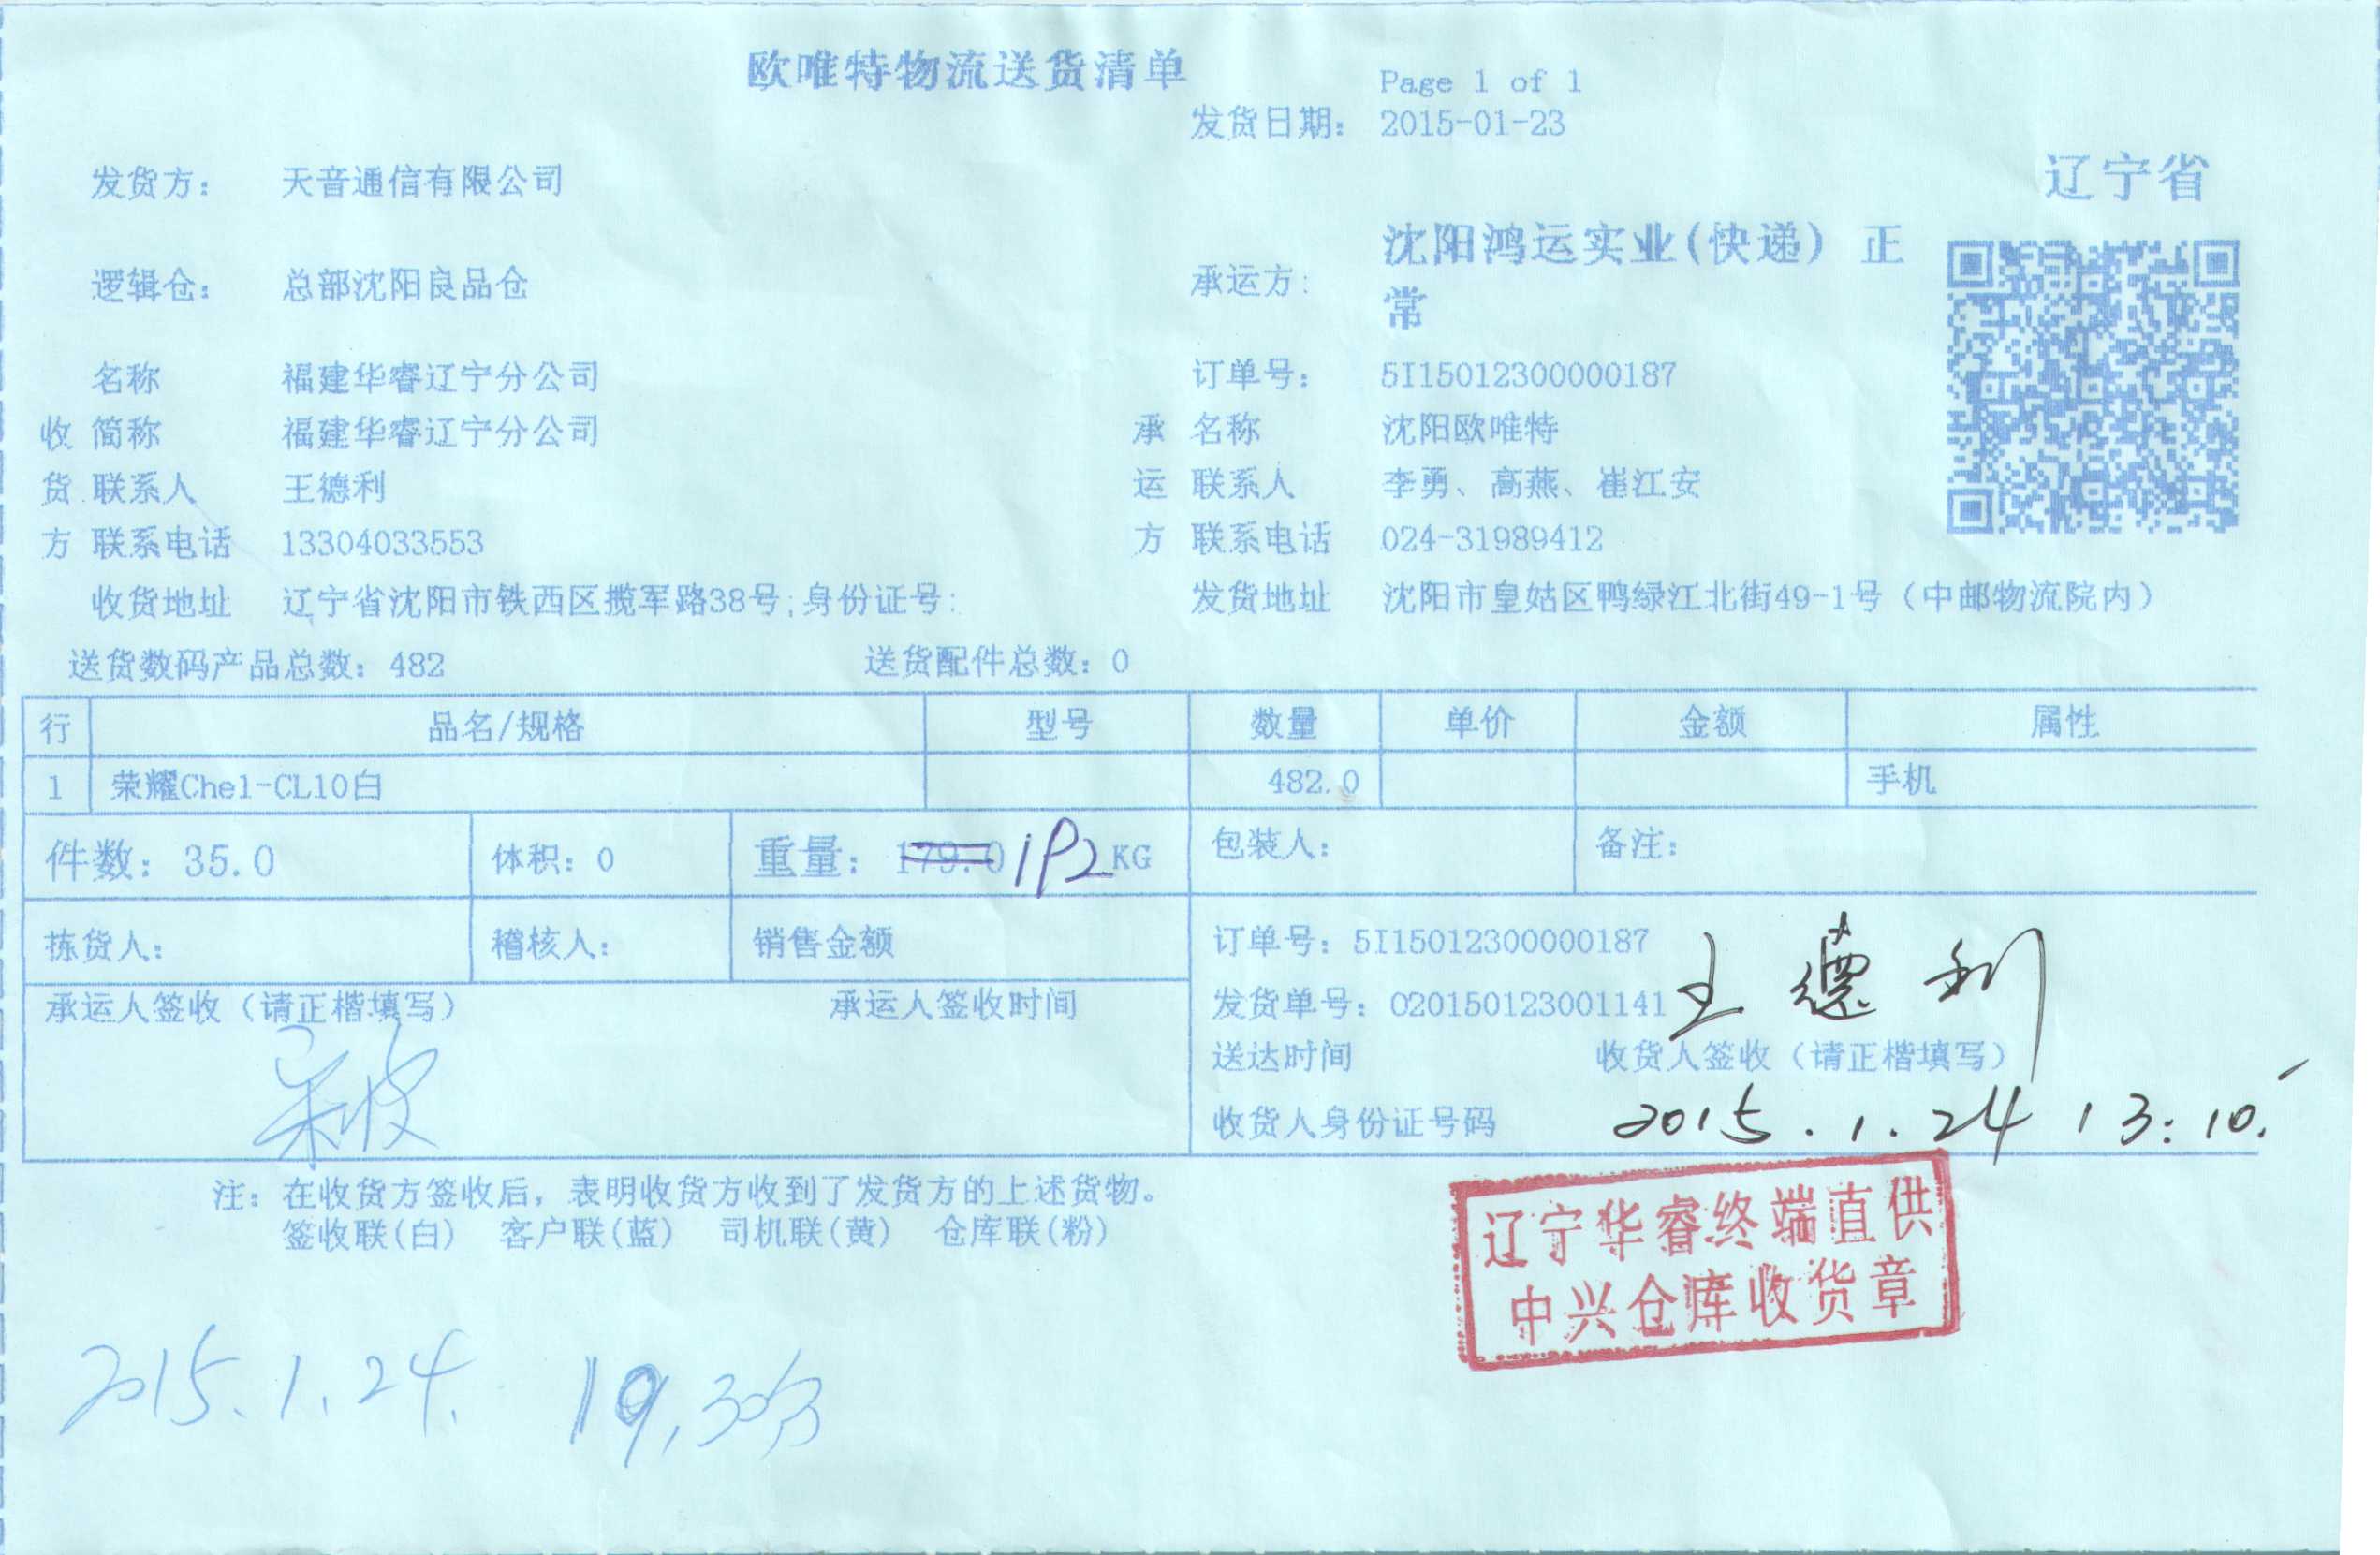 欧唯特物流送货清单
Page 1 of 1
发货日期： 2015-01-23
发货方： 天音通信有限公司
辽宁省
逻辑仓： 总部沈阳良品仓
承运方： 沈阳鸿运实业(快递) 正
常
名称 福建华睿辽宁分公司 订单号： 5I15012300000187
收 简称 福建华睿辽宁分公司 承 名称 沈阳欧唯特
货 联系人 王德利 运 联系人 李勇、高燕、崔江安
方 联系电话 13304033553 方 联系电话 024-31989412
收货地址 辽宁省沈阳市铁西区揽军路38号;身份证号: 发货地址 沈阳市皇姑区鸭绿江北街49-1号（中邮物流院内）
送货数码产品总数：482 送货配件总数：0
行 品名/规格 型号 数量 单价 金额 属性
1 荣耀Che1-CL10白 482.0 手机
件数：35.0 体积：0 重量：179.0 KG 包装人： 备注：
拣货人： 稽核人： 销售金额 订单号：5I15012300000187
承运人签收（请正楷填写） 承运人签收时间 发货单号：O20150123001141 王德利
送达时间 收货人签收（请正楷填写）
收货人身份证号码 2015.1.24 13:10.
注：在收货方签收后，表明收货方收到了发货方的上述货物。
签收联(白) 客户联(蓝) 司机联(黄) 仓库联(粉)
辽宁华睿终端直供
中兴仓库收货章
2015.1.24.